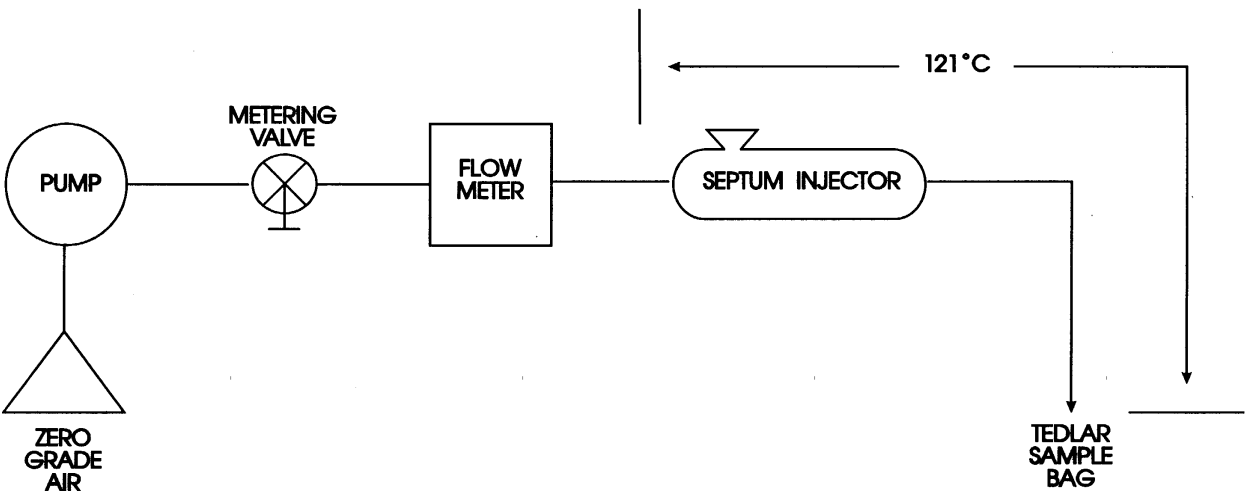 121°C
METERING
VALVE
PUMP
FLOW
METER
SEPTUM INJECTOR
ZERO
GRADE
AIR
TEDLAR
SAMPLE
BAG